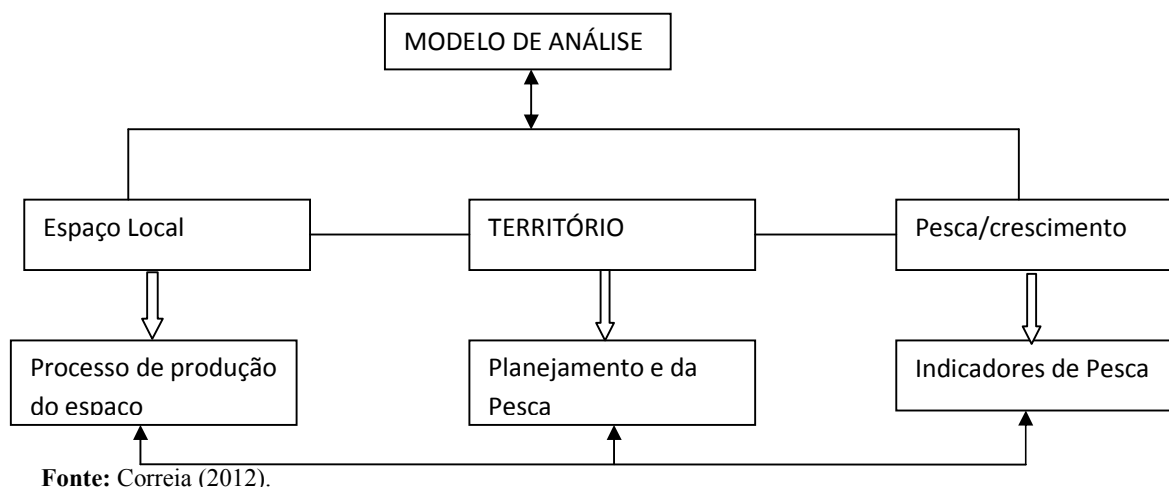 MODELO DE ANÁLISE
Espaço Local
TERRITÓRIO
Pesca/crescimento
Processo de produção
do espaço
Planejamento e da
Pesca
Indicadores de Pesca
Fonte: Correia (2012).